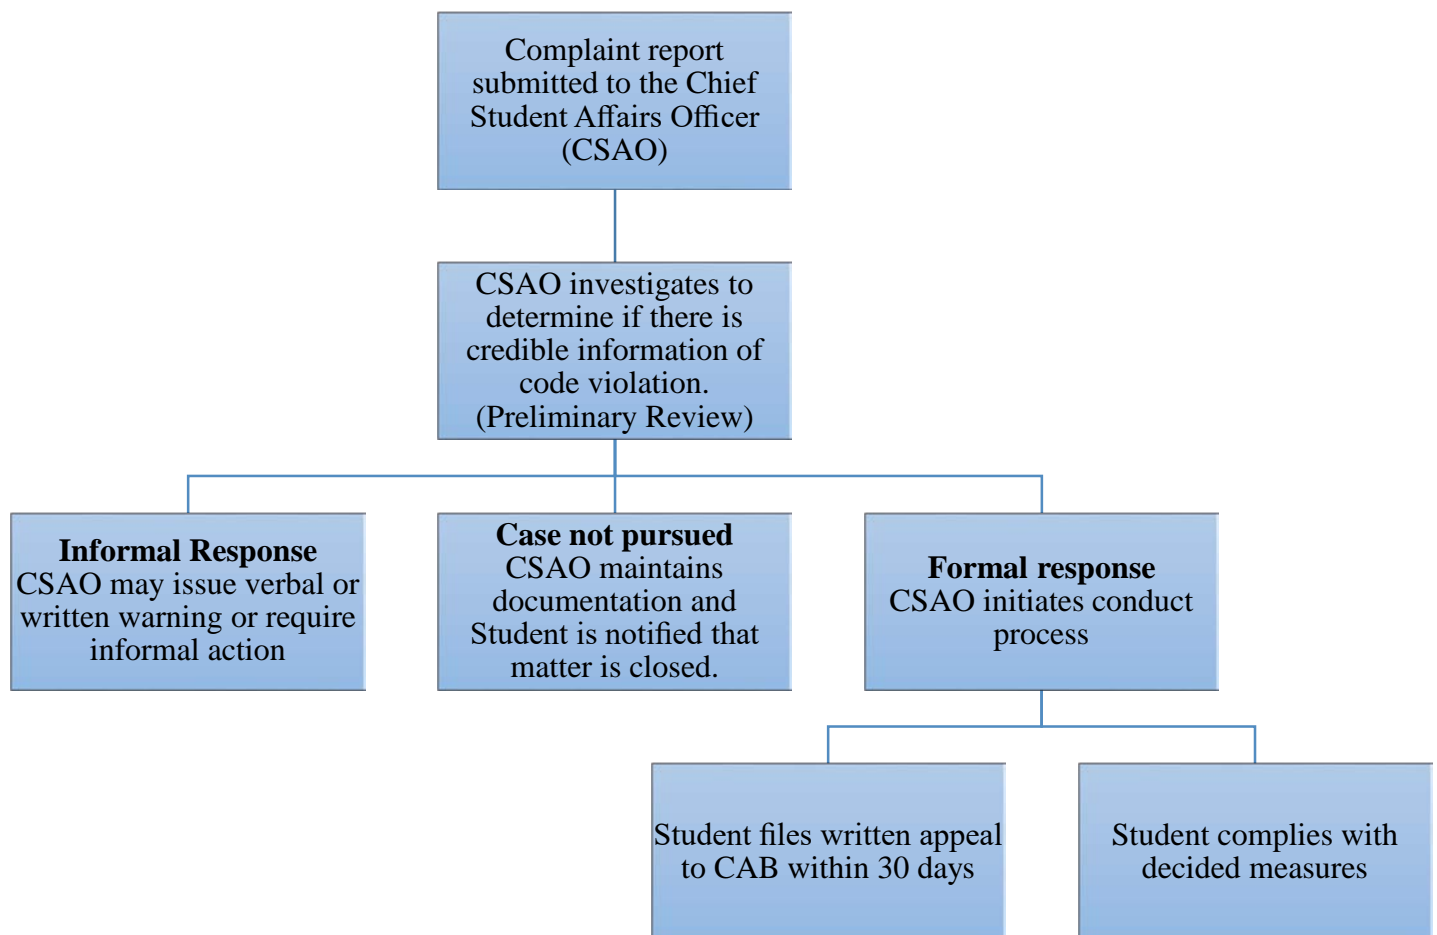 Complaint report
submitted to the Chief
Student Affairs Officer
(CSAO)
CSAO investigates to
determine if there is
credible information of
code violation.
(Preliminary Review)
Informal Response
CSAO may issue verbal or
written warning or require
informal action
Case not pursued
CSAO maintains
documentation and
Student is notified that
matter is closed.
Formal response
CSAO initiates conduct
process
Student files written appeal
to CAB within 30 days
Student complies with
decided measures